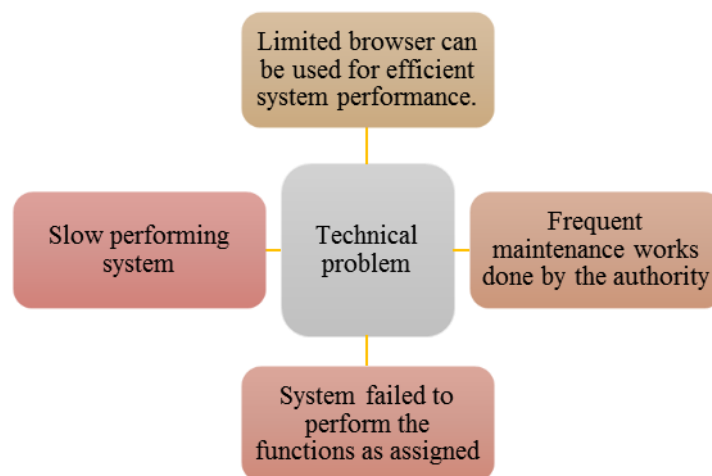 Limited browser can
be used for efficient
system performance.
Slow performing
system
Technical
problem
Frequent
maintenance works
done by the authority
System failed to
perform the
functions as assigned